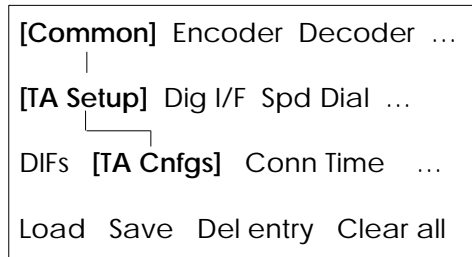 [Common] Encoder Decoder ...
[TA Setup] Dig I/F Spd Dial ...
DIFs [TA Cnfgs] Conn Time ...
Load Save Del entry Clear all